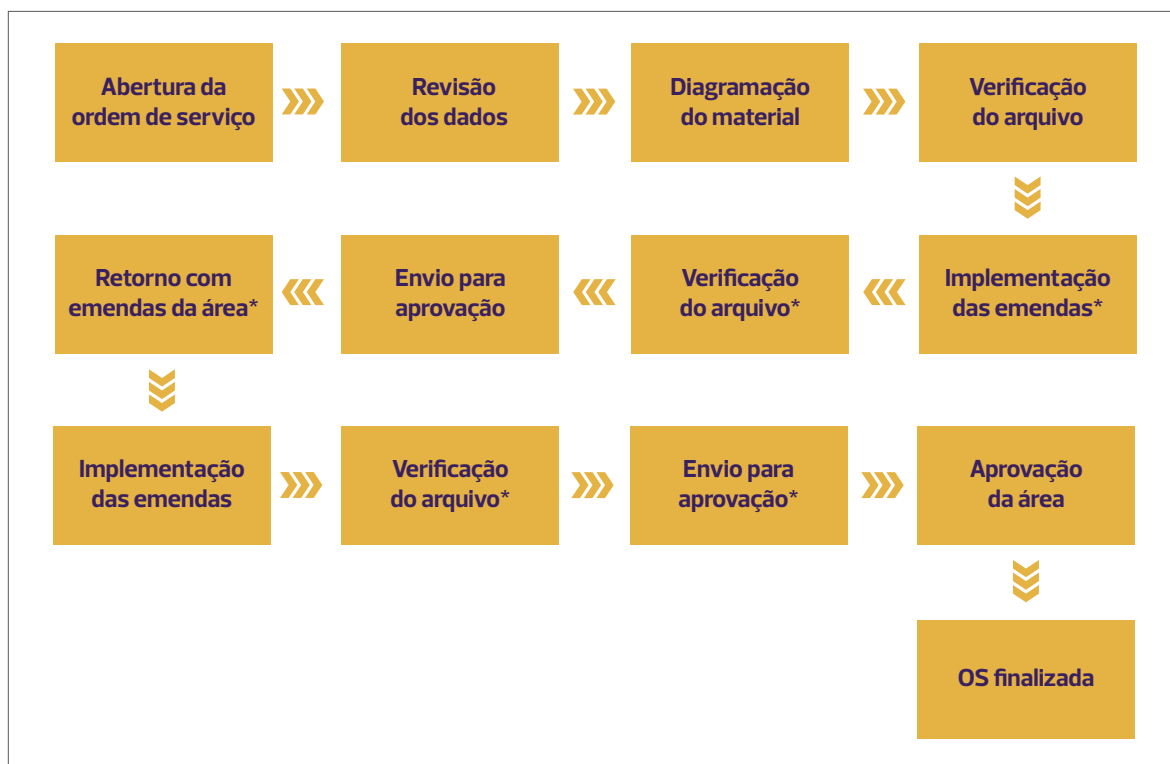 Abertura da
ordem de serviço
Revisão
dos dados
Diagramação
do material
Verificação
do arquivo
Implementação
das emendas*
Verificação
do arquivo*
Envio para
aprovação
Retorno com
emendas da área*
Implementação
das emendas
Verificação
do arquivo*
Envio para
aprovação*
Aprovação
da área
OS finalizada